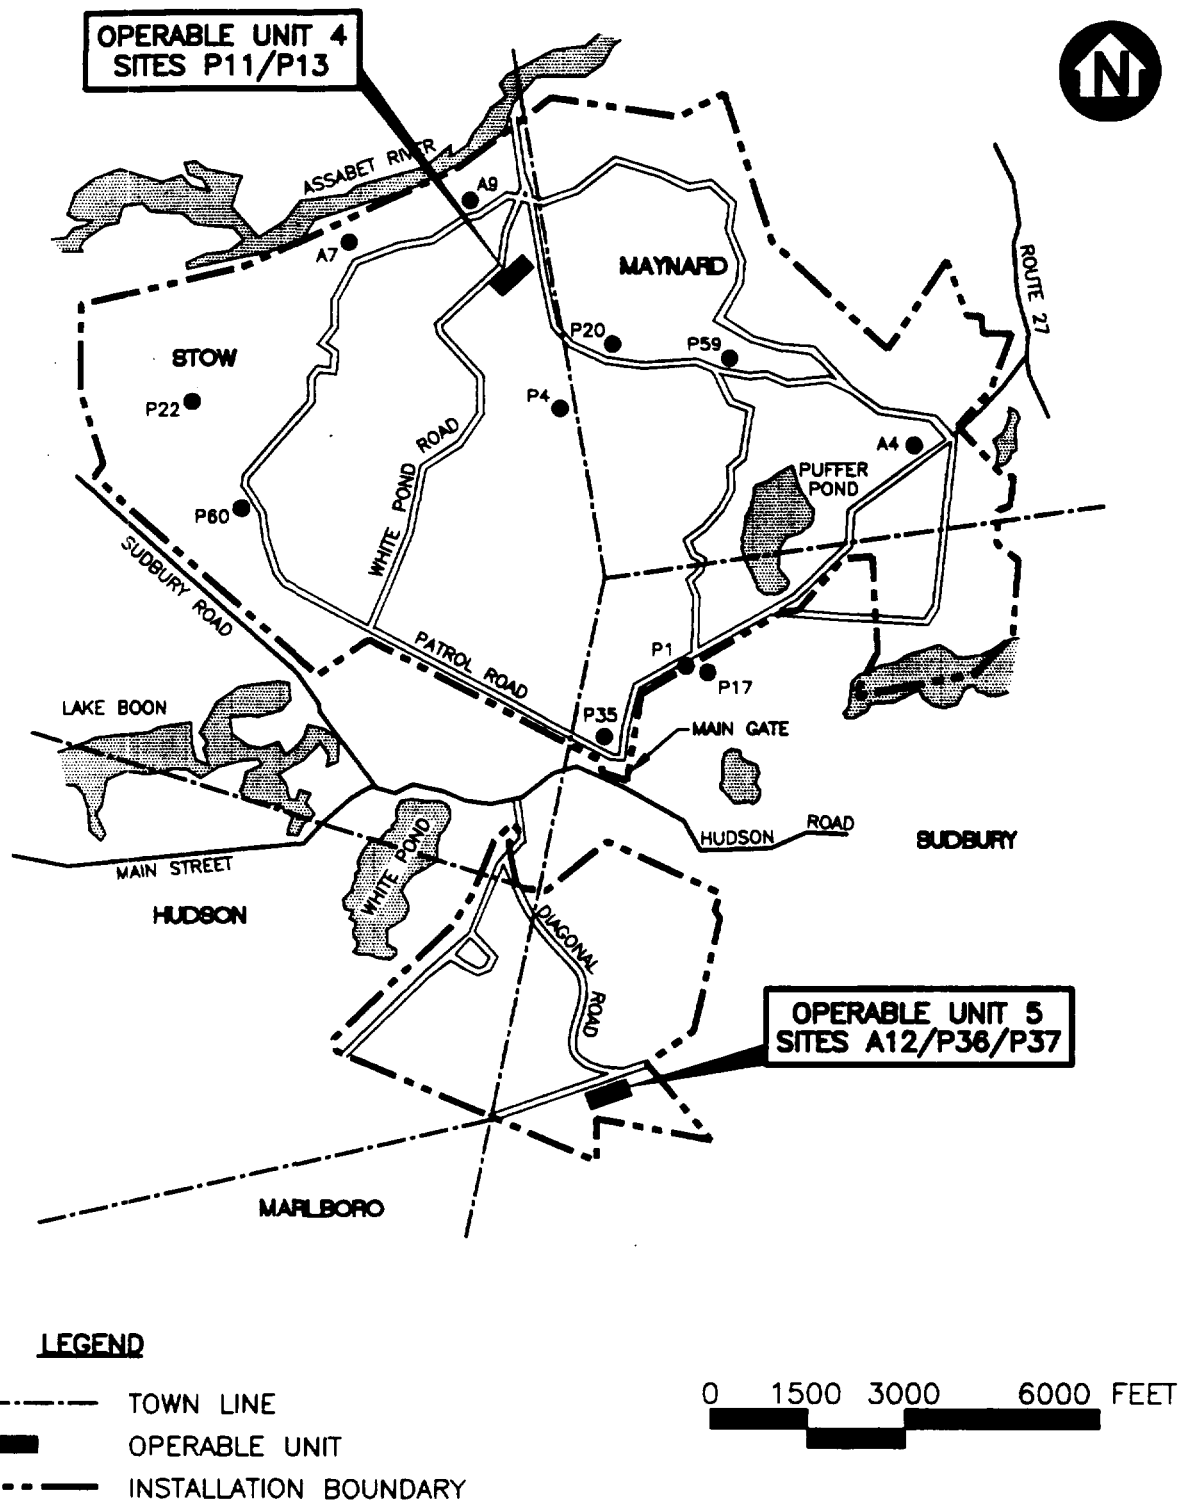 OPERABLE UNIT 4
SITES P11/P13
N
ASSABET RIVER
A9
A7
MAYNARD
ROUTE 27
P20
P59
STOW
P22
P4
WHITE POND ROAD
A4
PUFFER
POND
P60
SUDBURY ROAD
PATROL ROAD
P1
P17
P35
MAIN GATE
LAKE BOON
HUDSON ROAD
SUDBURY
MAIN STREET
WHITE POND
HUDSON
DIAGONAL ROAD
OPERABLE UNIT 5
SITES A12/P36/P37
MARLBORO
LEGEND
TOWN LINE
OPERABLE UNIT
INSTALLATION BOUNDARY
0 1500 3000 6000 FEET